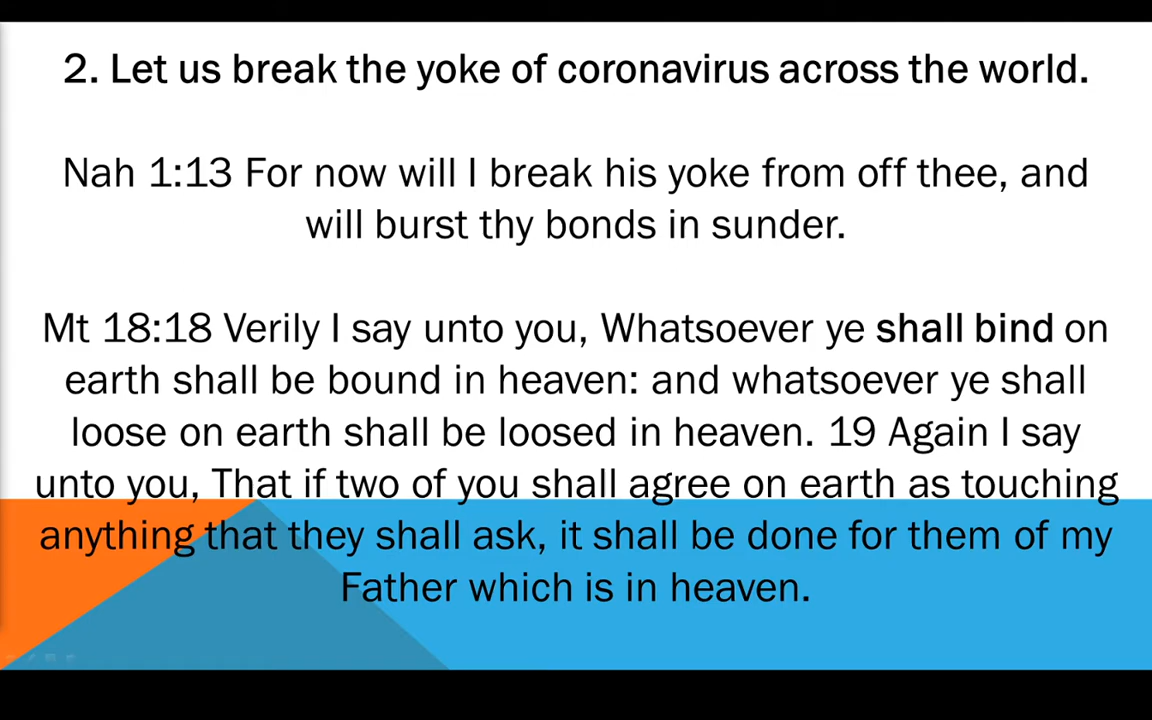 2. Let us break the yoke of coronavirus across the world.
Nah 1:13 For now will I break his yoke from off thee, and
will burst thy bonds in sunder.
Mt 18:18 Verily I say unto you, Whatsoever ye shall bind on
earth shall be bound in heaven: and whatsoever ye shall
loose on earth shall be loosed in heaven. 19 Again I say
unto you, That if two of you shall agree on earth as touching
anything that they shall ask, it shall be done for them of my
Father which is in heaven.